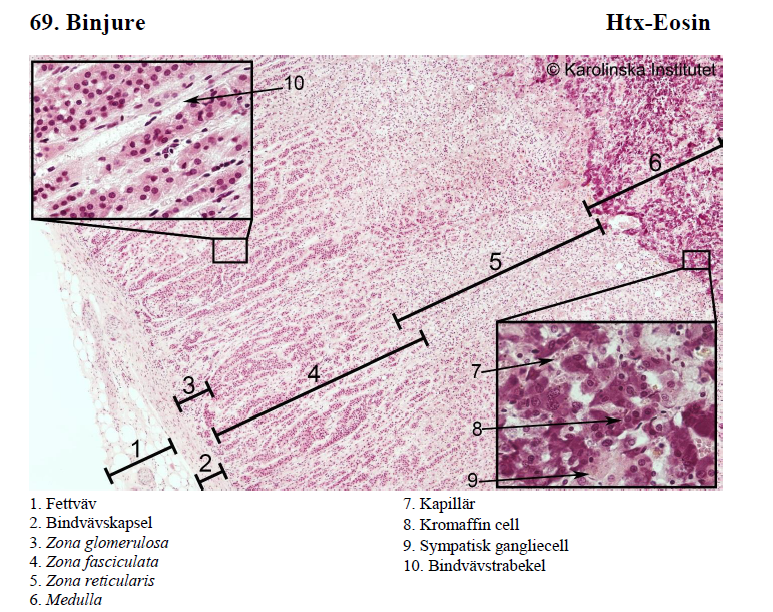 69. Binjure
Htx-Eosin
© Karolinska Institutet
10
6
5
4
3
7
8
1
2
9
1. Fettväv
2. Bindvävskapsel
3. Zona glomerulosa
4. Zona fasciculata
5. Zona reticularis
6. Medulla
7. Kapillär
8. Kromaffin cell
9. Sympatisk gangliecell
10. Bindvävstrabekel